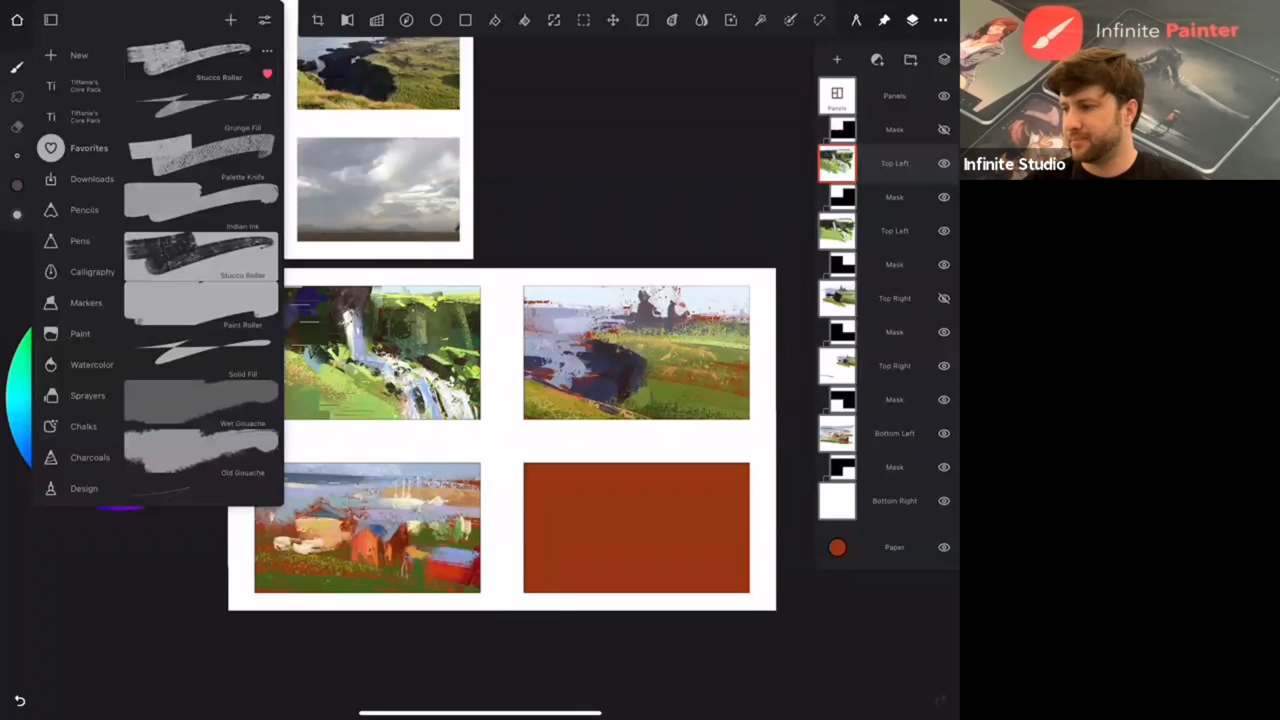 New
Ti
Tiffanie's
Core Pack
Ti
Tiffanie's
Core Pack
Favorites
Downloads
Pencils
Pens
Calligraphy
Markers
Paint
Watercolor
Sprayers
Chalks
Charcoals
Design
Stucco Roller
Grunge Fill
Palette Knife
Indian Ink
Stucco Roller
Paint Roller
Solid Fill
Wet Gouache
Old Gouache
Panels
Panels
Mask
Top Left
Mask
Top Left
Mask
Top Right
Mask
Top Right
Mask
Bottom Left
Mask
Bottom Right
Paper
Infinite Painter
Infinite Studio